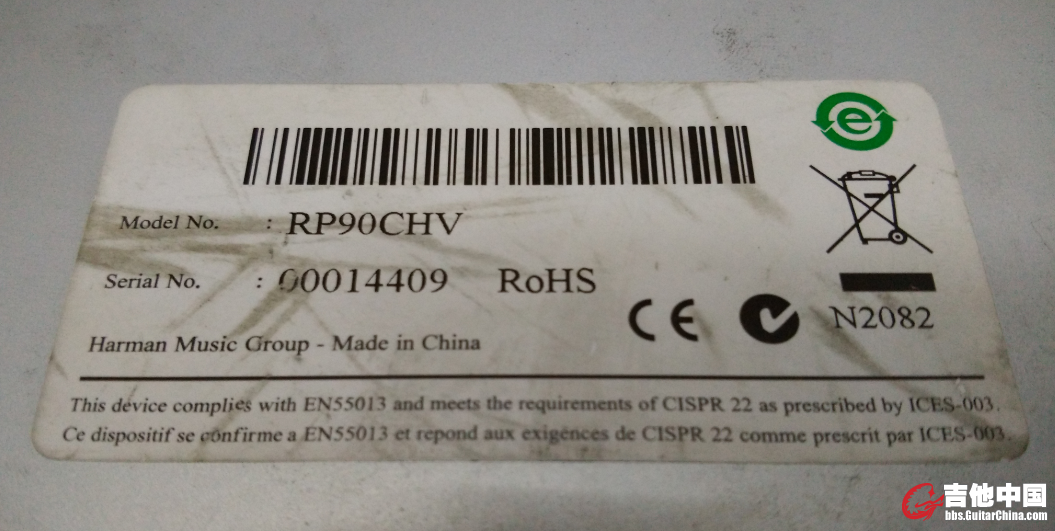 Model No. : RP90CHV
Serial No. : 00014409 RoHS
N2082
Harman Music Group - Made in China
This device complies with EN55013 and meets the requirements of CISPR 22 as prescribed by ICES-003.
Ce dispositif se confirme a EN55013 et repond aux exigences de CISPR 22 comme prescrit par ICES-003.
吉他中国
bbs.GuitarChina.com